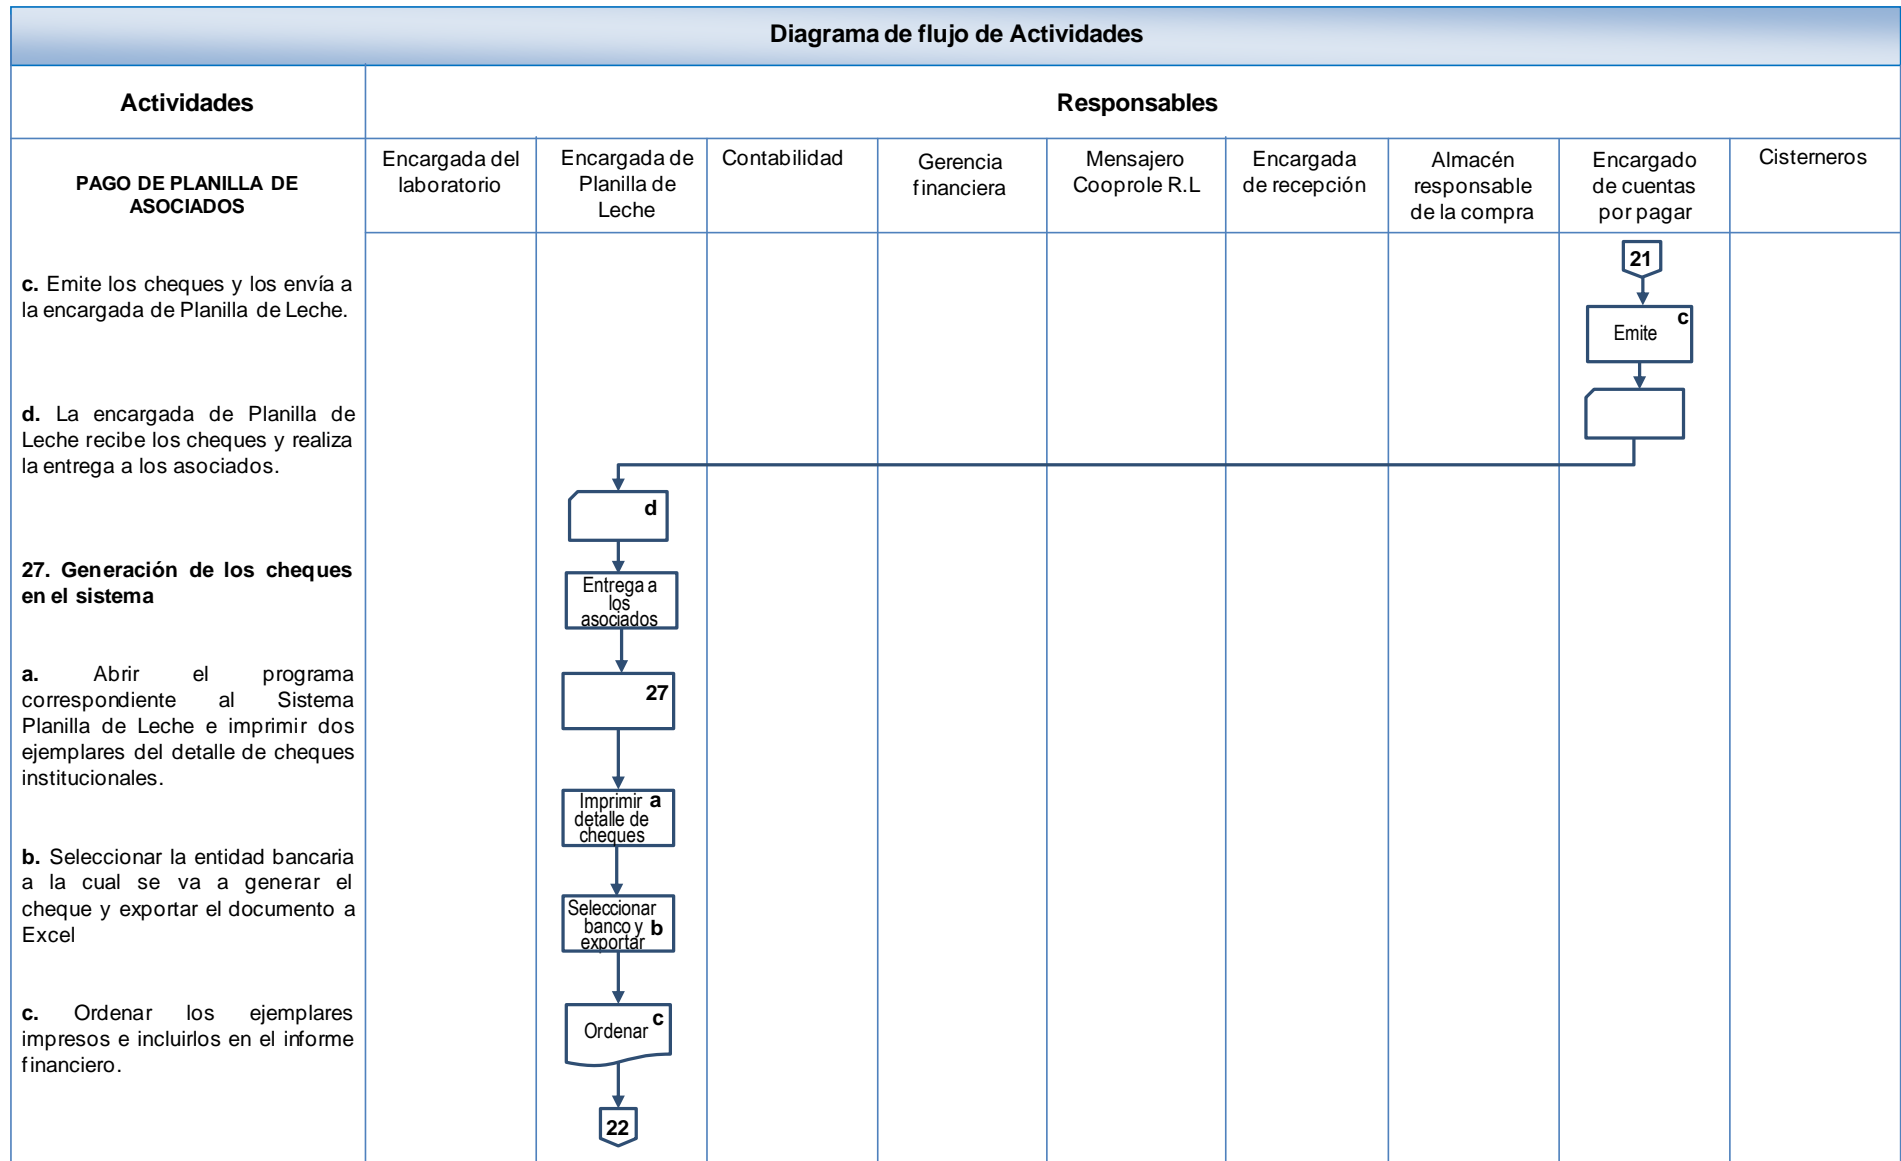 Diagrama de flujo de Actividades
Actividades
Responsables
PAGO DE PLANILLA DE
ASOCIADOS
Encargada del
laboratorio
Encargada de
Planilla de
Leche
Contabilidad
Gerencia
financiera
Mensajero
Cooprole R.L
Encargada
de recepción
Almacén
responsable
de la compra
Encargado
de cuentas
por pagar
Cisterneros
c. Emite los cheques y los envía a
la encargada de Planilla de Leche.
d. La encargada de Planilla de
Leche recibe los cheques y realiza
la entrega a los asociados.
27. Generación de los cheques
en el sistema
a. Abrir el programa
correspondiente al Sistema
Planilla de Leche e imprimir dos
ejemplares del detalle de cheques
institucionales.
b. Seleccionar la entidad bancaria
a la cual se va a generar el
cheque y exportar el documento a
Excel
c. Ordenar los ejemplares
impresos e incluirlos en el informe
financiero.
21
c
Emite
d
Entrega a
los
asociados
27
Imprimir a
detalle de
cheques
Seleccionar
banco y b
exportar
Ordenar c
22